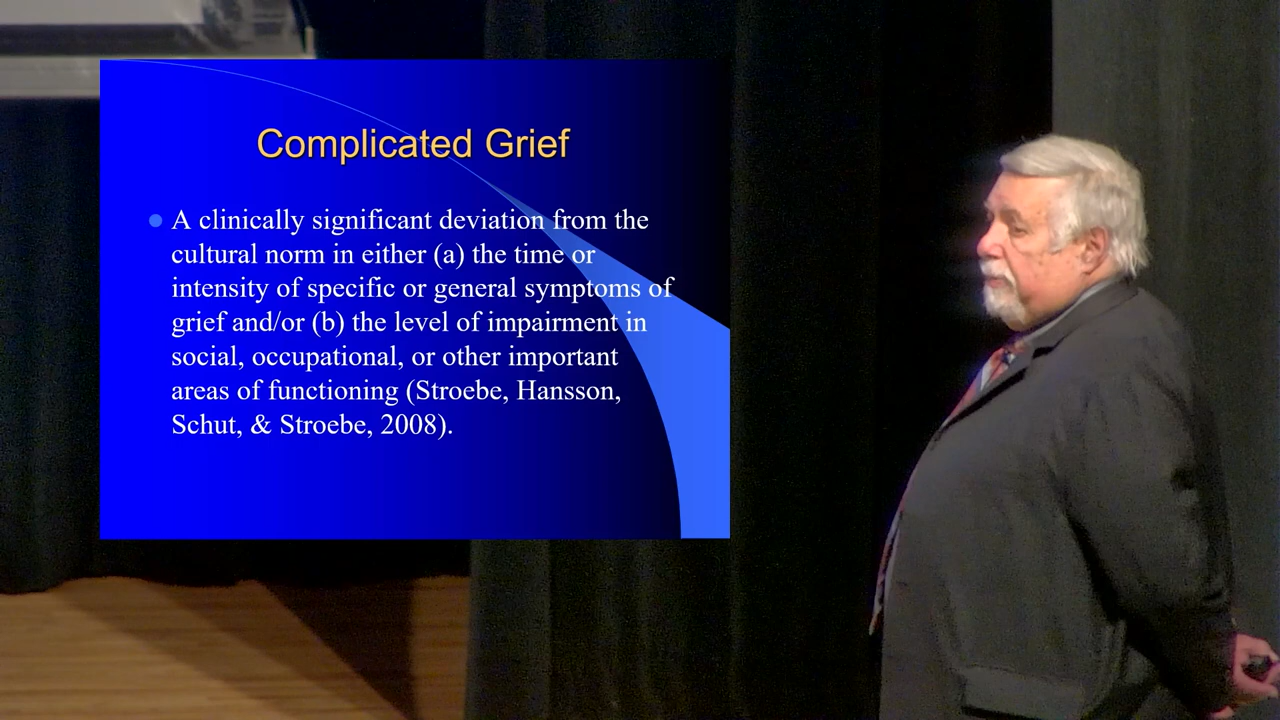 Complicated Grief
A clinically significant deviation from the
cultural norm in either (a) the time or
intensity of specific or general symptoms of
grief and/or (b) the level of impairment in
social, occupational, or other important
areas of functioning (Stroebe, Hansson,
Schut, & Stroebe, 2008).